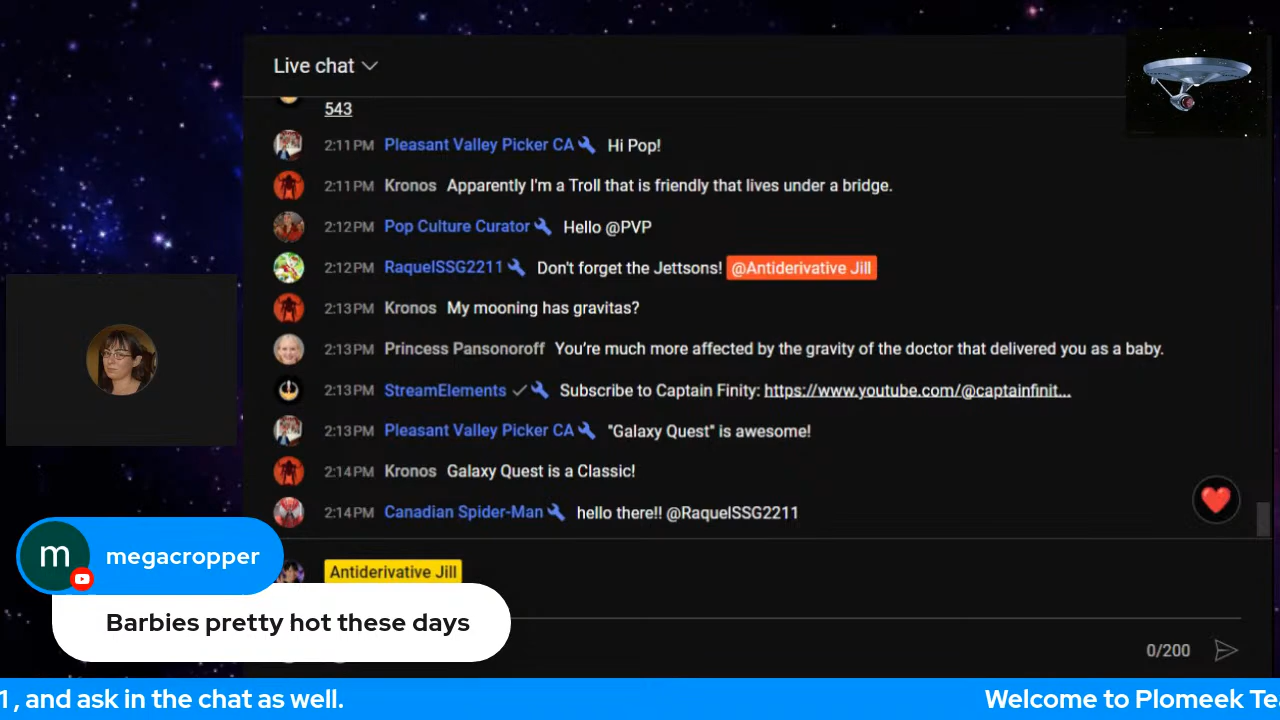 Live chat
543
2:11 PM Pleasant Valley Picker CA Hi Pop!
2:11 PM Kronos Apparently I'm a Troll that is friendly that lives under a bridge.
2:12 PM Pop Culture Curator Hello @PVP
2:12 PM RaquelSSG2211 Don't forget the Jettsons! @Antiderivative Jill
2:13 PM Kronos My mooning has gravitas?
2:13 PM Princess Pansonoroff You're much more affected by the gravity of the doctor that delivered you as a baby.
2:13 PM StreamElements Subscribe to Captain Finity: https://www.youtube.com/@captainfinit...
2:13 PM Pleasant Valley Picker CA "Galaxy Quest" is awesome!
2:14 PM Kronos Galaxy Quest is a Classic!
2:14 PM Canadian Spider-Man hello there!! @RaquelSSG2211
m megacropper
Antiderivative Jill
Barbies pretty hot these days
0/200
1, and ask in the chat as well. Welcome to Plomeek Te